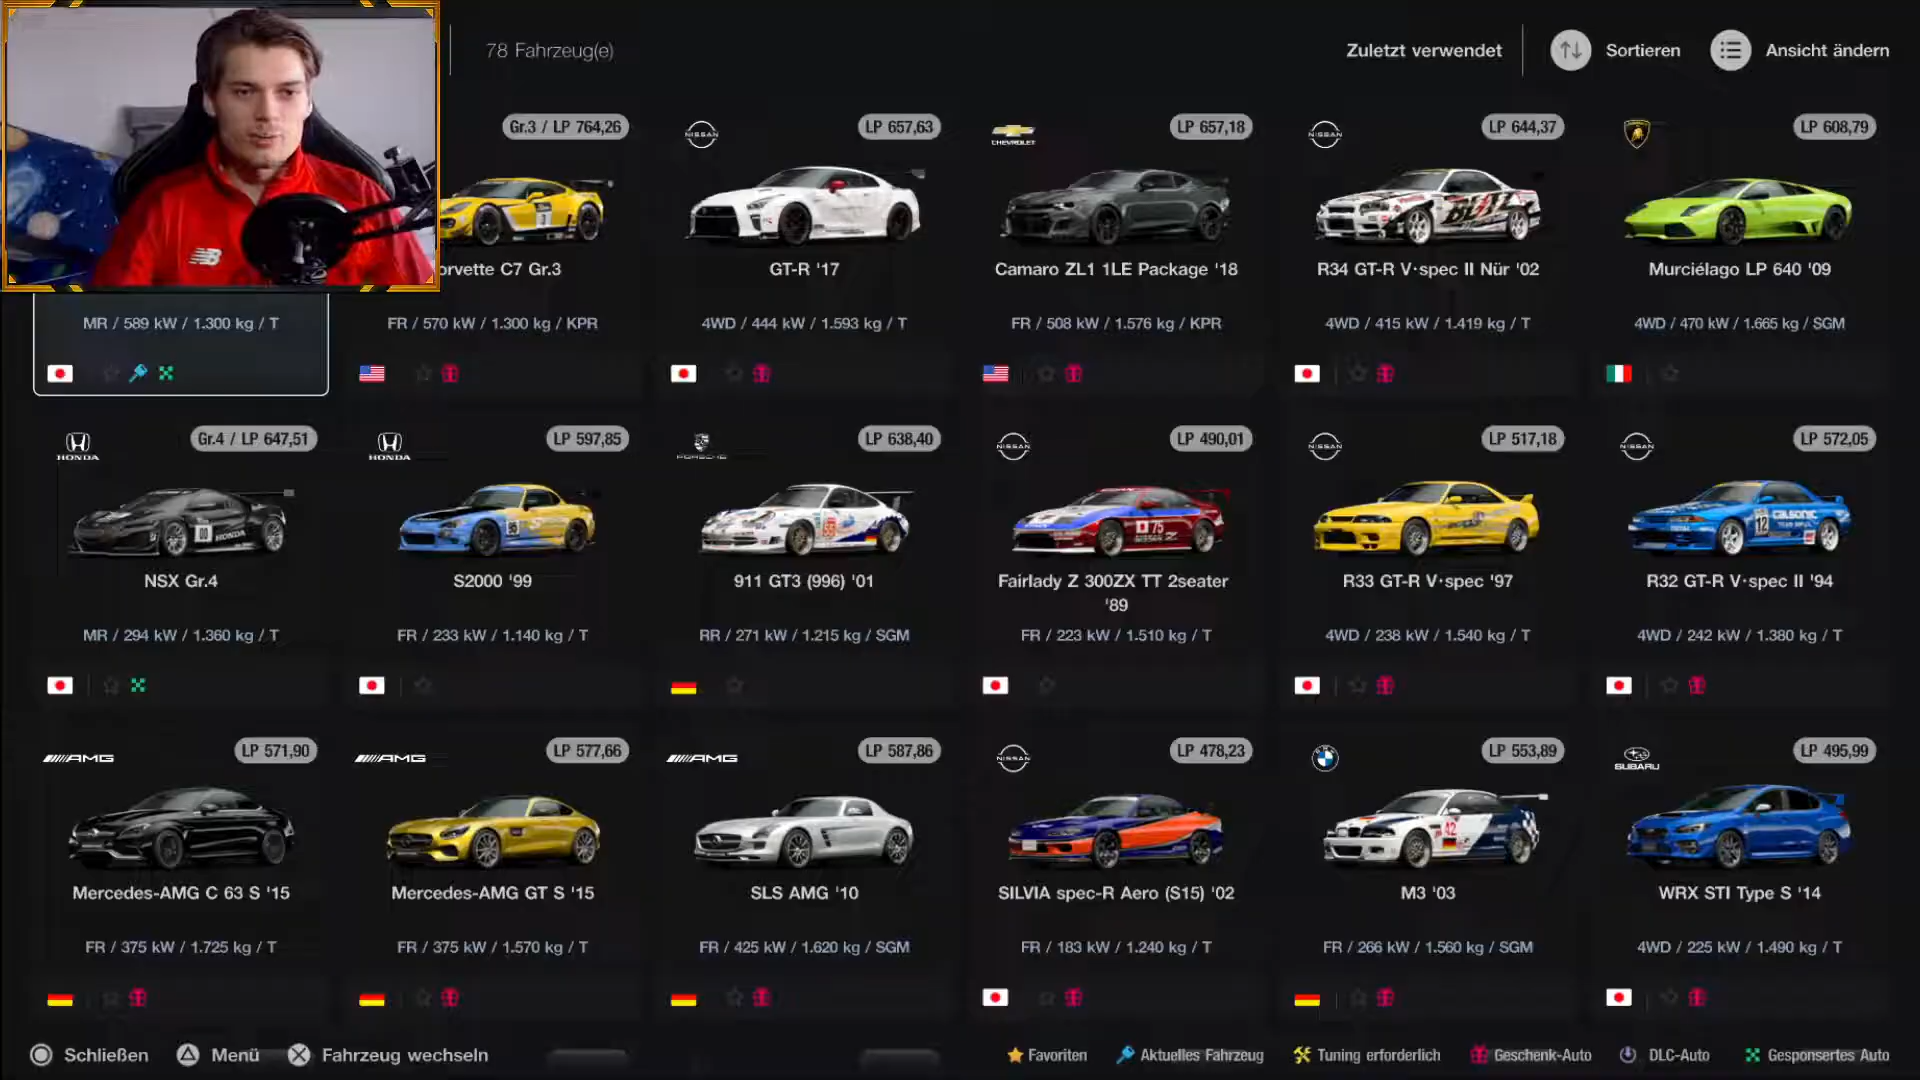 78 Fahrzeug(e)
Zuletzt verwendet
Sortieren
Ansicht ändern
Gr.3 / LP 764,26
NISSAN
LP 657,63
CHEVROLET
LP 657,18
NISSAN
LP 644,37
LP 608,79
orvette C7 Gr.3
GT-R '17
Camaro ZL1 1LE Package '18
R34 GT-R V·spec II Nür '02
Murciélago LP 640 '09
MR / 589 kW / 1.300 kg / T
FR / 570 kW / 1.300 kg / KPR
4WD / 444 kW / 1.593 kg / T
FR / 508 kW / 1.576 kg / KPR
4WD / 415 kW / 1.419 kg / T
4WD / 470 kW / 1.665 kg / SGM
HONDA
Gr.4 / LP 647,51
HONDA
LP 597,85
PORSCHE
LP 638,40
NISSAN
LP 490,01
NISSAN
LP 517,18
NISSAN
LP 572,05
NSX Gr.4
S2000 '99
911 GT3 (996) '01
Fairlady Z 300ZX TT 2seater
'89
R33 GT-R V·spec '97
R32 GT-R V·spec II '94
MR / 294 kW / 1.360 kg / T
FR / 233 kW / 1.140 kg / T
RR / 271 kW / 1.215 kg / SGM
FR / 223 kW / 1.510 kg / T
4WD / 238 kW / 1.540 kg / T
4WD / 242 kW / 1.380 kg / T
AMG
LP 571,90
AMG
LP 577,66
AMG
LP 587,86
NISSAN
LP 478,23
LP 553,89
SUBARU
LP 495,99
Mercedes-AMG C 63 S '15
Mercedes-AMG GT S '15
SLS AMG '10
SILVIA spec-R Aero (S15) '02
M3 '03
WRX STI Type S '14
FR / 375 kW / 1.725 kg / T
FR / 375 kW / 1.570 kg / T
FR / 425 kW / 1.620 kg / SGM
FR / 183 kW / 1.240 kg / T
FR / 266 kW / 1.560 kg / SGM
4WD / 225 kW / 1.490 kg / T
Schließen
Menü
Fahrzeug wechseln
Favoriten
Aktuelles Fahrzeug
Tuning erforderlich
Geschenk-Auto
DLC-Auto
Gesponsertes Auto